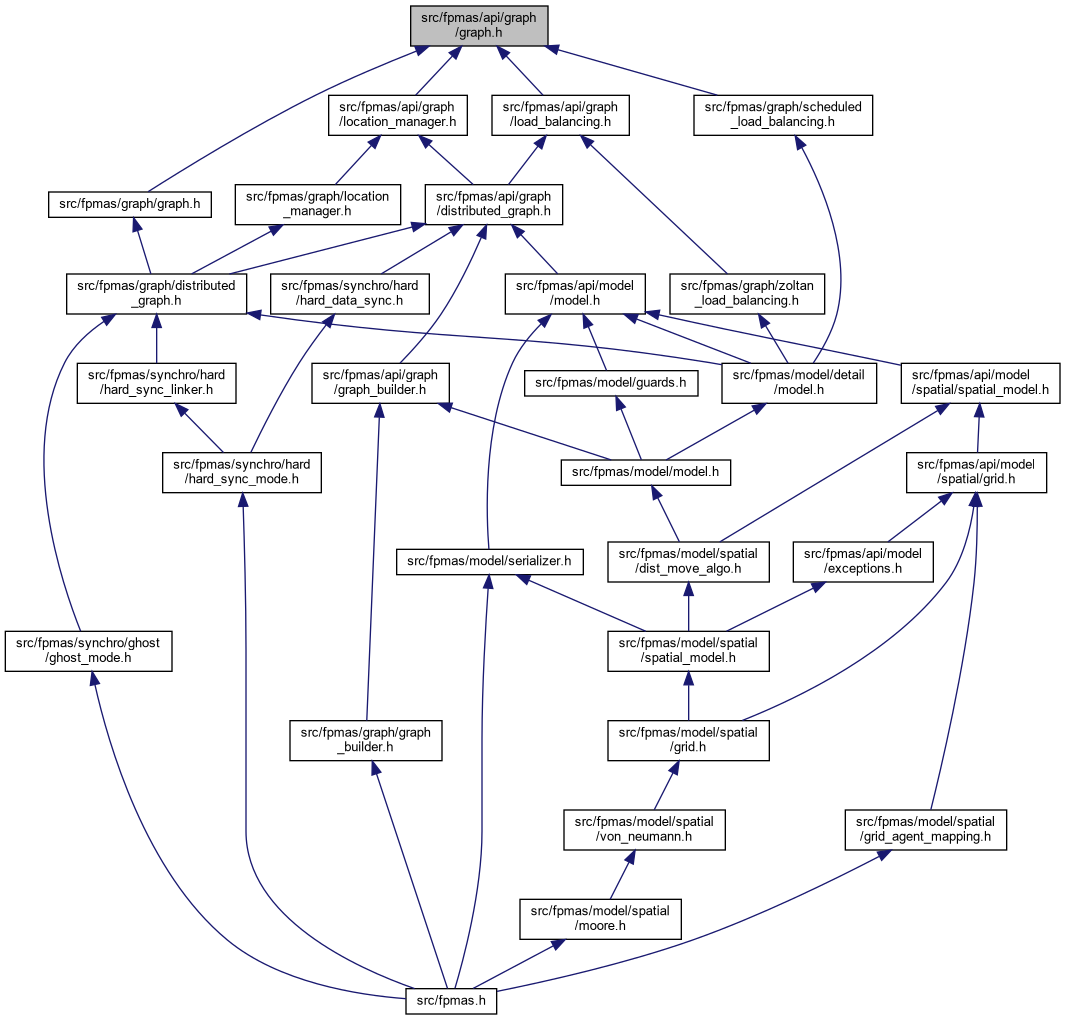 src/fpmas/api/graph
/graph.h
src/fpmas/api/graph
/location_manager.h
src/fpmas/api/graph
/load_balancing.h
src/fpmas/graph/scheduled
_load_balancing.h
src/fpmas/graph/graph.h
src/fpmas/graph/location
_manager.h
src/fpmas/api/graph
/distributed_graph.h
src/fpmas/graph/distributed
_graph.h
src/fpmas/synchro/hard
/hard_data_sync.h
src/fpmas/api/model
/model.h
src/fpmas/graph/zoltan
_load_balancing.h
src/fpmas/synchro/hard
/hard_sync_linker.h
src/fpmas/api/graph
/graph_builder.h
src/fpmas/model/guards.h
src/fpmas/model/detail
/model.h
src/fpmas/api/model
/spatial/spatial_model.h
src/fpmas/synchro/hard
/hard_sync_mode.h
src/fpmas/model/model.h
src/fpmas/api/model
/spatial/grid.h
src/fpmas/model/serializer.h
src/fpmas/model/spatial
/dist_move_algo.h
src/fpmas/api/model
/exceptions.h
src/fpmas/synchro/ghost
/ghost_mode.h
src/fpmas/model/spatial
/spatial_model.h
src/fpmas/graph/graph
_builder.h
src/fpmas/model/spatial
/grid.h
src/fpmas/model/spatial
/von_neumann.h
src/fpmas/model/spatial
/grid_agent_mapping.h
src/fpmas/model/spatial
/moore.h
src/fpmas.h